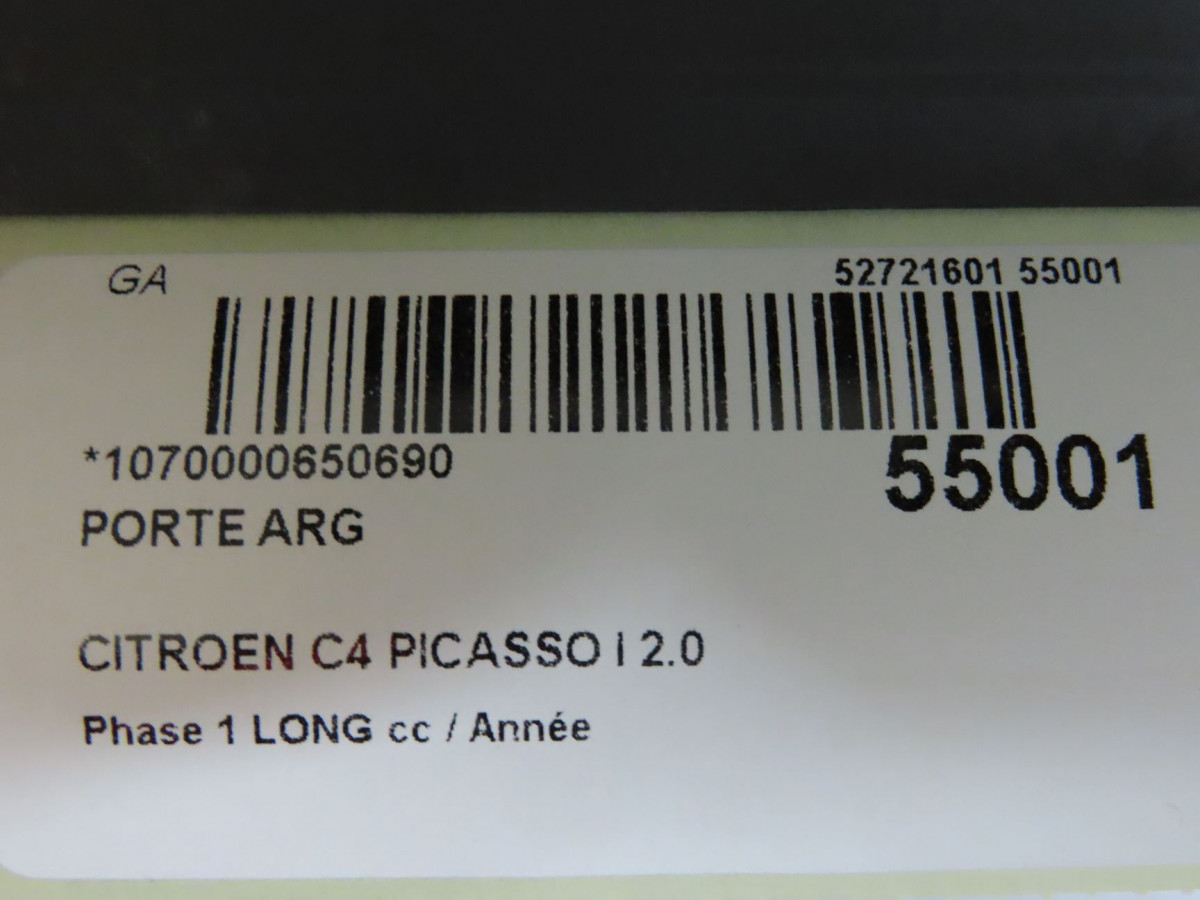 GA
52721601 55001
*1070000650690
55001
PORTE ARG
CITROEN C4 PICASSO I 2.0
Phase 1 LONG cc / Année